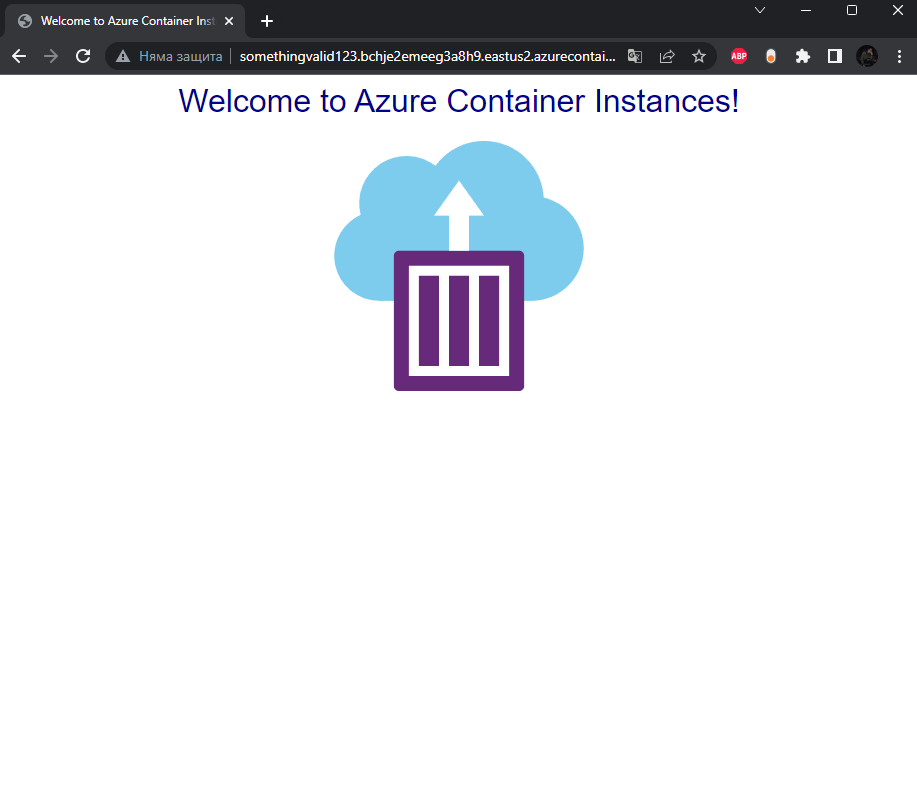 Welcome to Azure Container Inst
Няма защита
somethingvalid123.bchje2emeeg3a8h9.eastus2.azurecontai...
ABP
Welcome to Azure Container Instances!